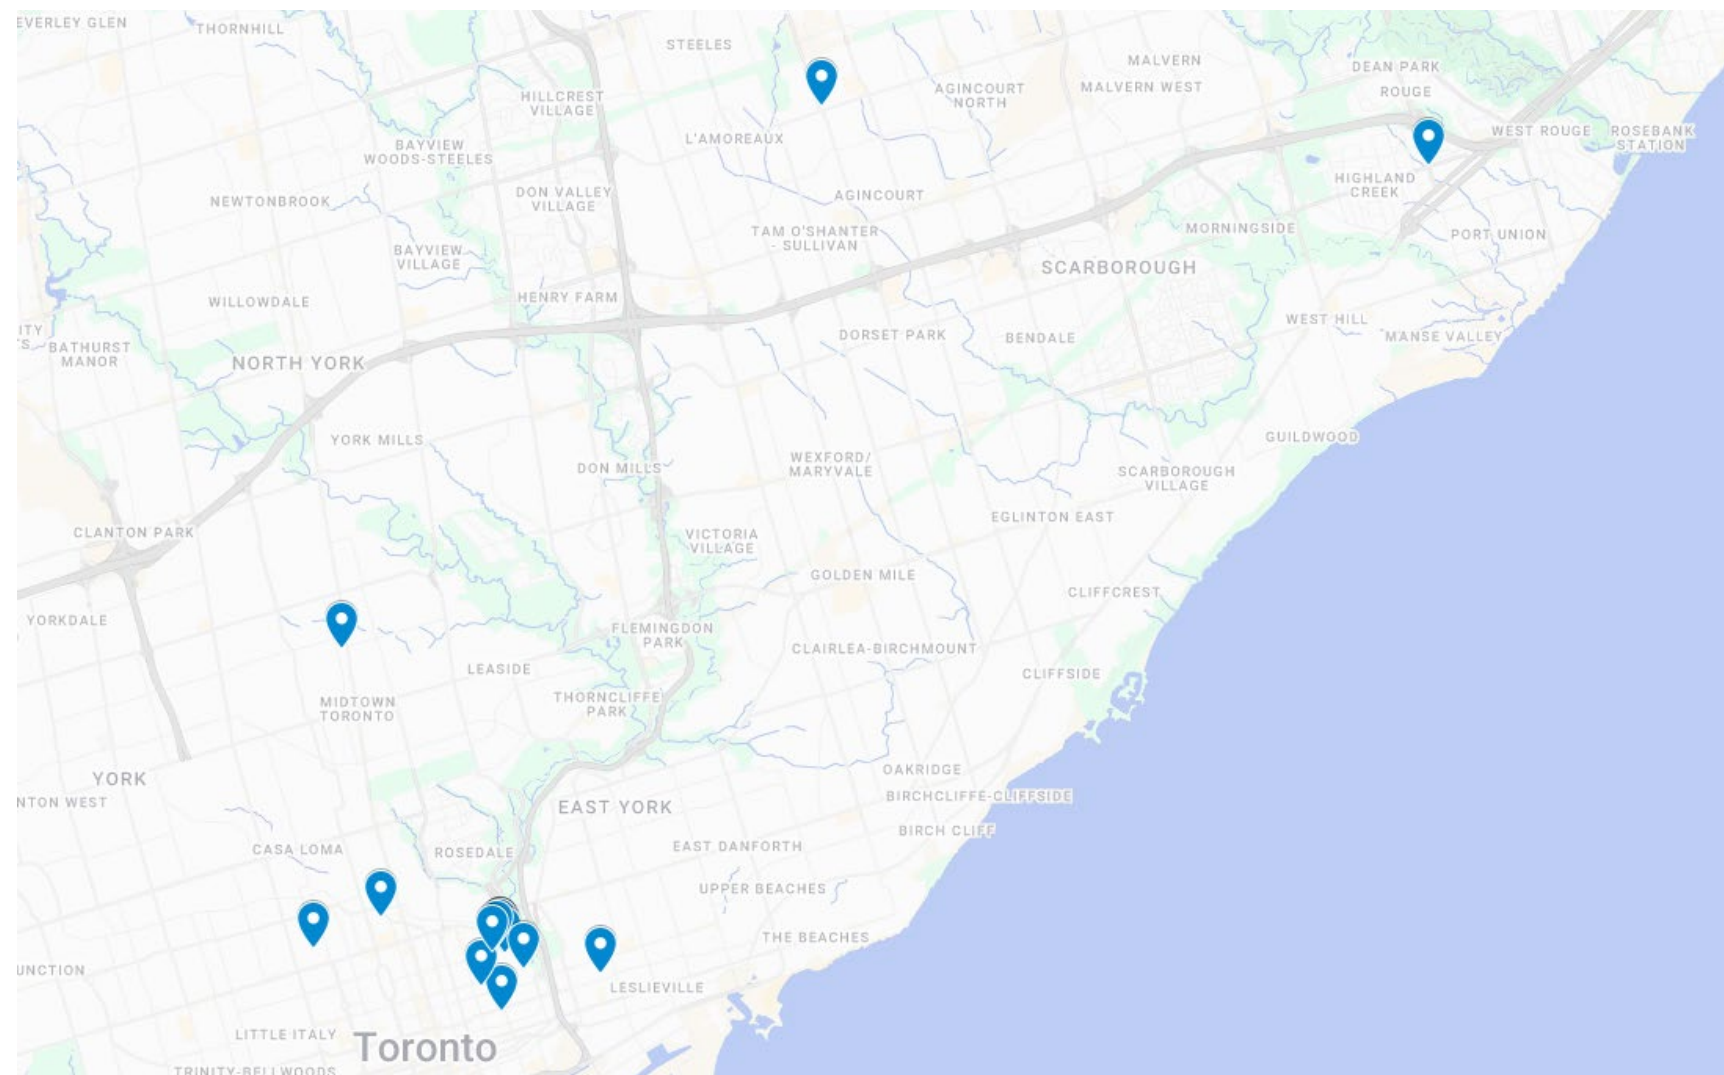 EVERLEY GLEN
THORNHILL
STEELES
MALVERN
DEAN PARK
HILLCREST
VILLAGE
AGINCOURT
NORTH
MALVERN WEST
ROUGE
BAYVIEW
WOODS-STEELES
L'AMOREAUX
WEST ROUGE
ROSEBANK
STATION
NEWTONBROOK
DON VALLEY
VILLAGE
AGINCOURT
HIGHLAND
CREEK
BAYVIEW
VILLAGE
TAM O'SHANTER
- SULLIVAN
MORNINGSIDE
PORT UNION
SCARBOROUGH
WILLOWDALE
HENRY FARM
WEST HILL
BATHURST
MANOR
DORSET PARK
BENDALE
MANSE VALLEY
NORTH YORK
YORK MILLS
GUILDWOOD
DON MILLS
WEXFORD/
MARYVALE
SCARBOROUGH
VILLAGE
CLANTON PARK
VICTORIA
VILLAGE
EGLINTON EAST
GOLDEN MILE
CLIFFCREST
YORKDALE
FLEMINGDON
PARK
CLAIRLEA-BIRCHMOUNT
LEASIDE
CLIFFSIDE
MIDTOWN
TORONTO
THORNCLIFFE
PARK
YORK
OAKRIDGE
NTON WEST
EAST YORK
BIRCHCLIFFE-CLIFFSIDE
BIRCH CLIFF
CASA LOMA
ROSEDALE
EAST DANFORTH
UPPER BEACHES
THE BEACHES
UNCTION
LESLIEVILLE
LITTLE ITALY
Toronto
TRINITY-BELLWOODS